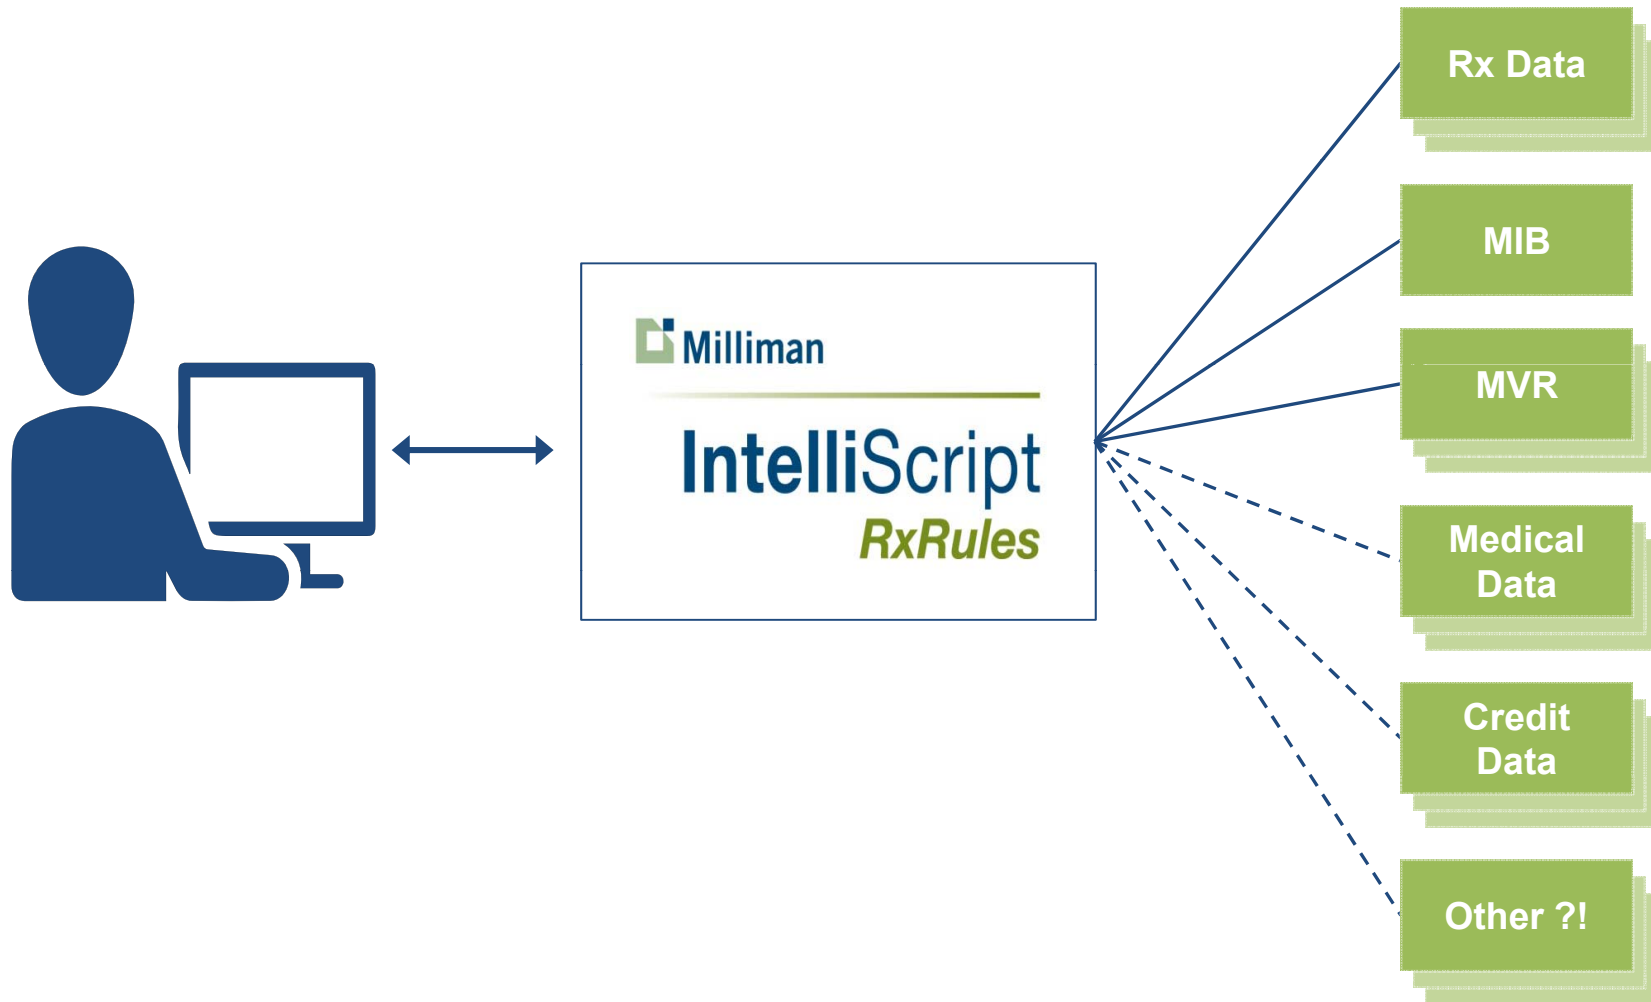 Milliman
IntelliScript
RxRules
Rx Data
MIB
MVR
Medical
Data
Credit
Data
Other ?!